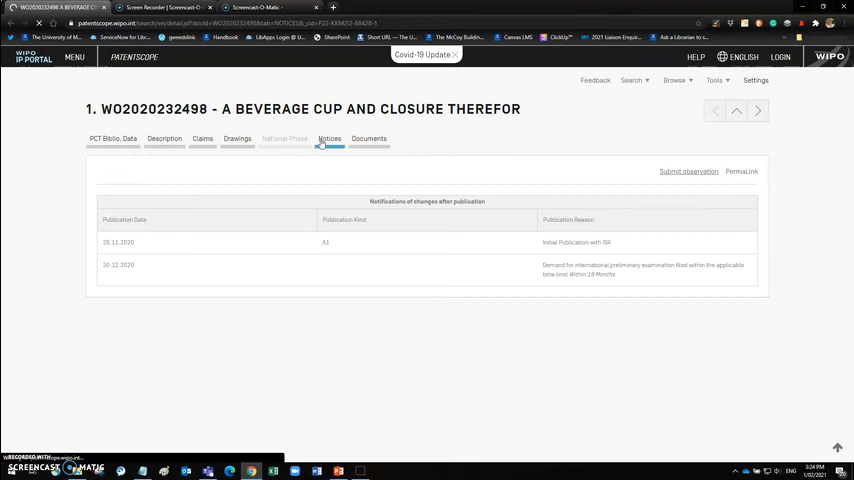 WO2020232498 - A BEVERAGE CUP
Screen Recorder | Screencast-O-
Screencast-O-Matic -
patentscope.wipo.int/search/en/detail.jsf?docId=WO2020232498&tab=NOTICES&_cid=P22-KKM2I2-68428-1
The University of M
ServiceNow for Libr
Handbook
LibApps Login @ U
SharePoint
Short URL — The U
The McCoy Building
Canvas LMS
ClickUp™
2021 Liaison Enquire
Ask a Librarian to s
WIPO
IP PORTAL
MENU
PATENTSCOPE
Covid-19 Update
HELP
ENGLISH
LOGIN
WIPO
Feedback
Search
Browse
Tools
Settings
1. WO2020232498 - A BEVERAGE CUP AND CLOSURE THEREFOR
PCT Biblio. Data
Description
Claims
Drawings
National Phase
Notices
Documents
Submit observation
PermaLink
Notifications of changes after publication
Publication Date
Publication Kind
Publication Reason
26.11.2020
A1
Initial Publication with ISR
30.12.2020
Demand for international preliminary examination filed within the applicable
time limit Within 19 Months
RECORDED WITH
SCREENCAST MATIC
ENG
3:24 PM
1/02/2021